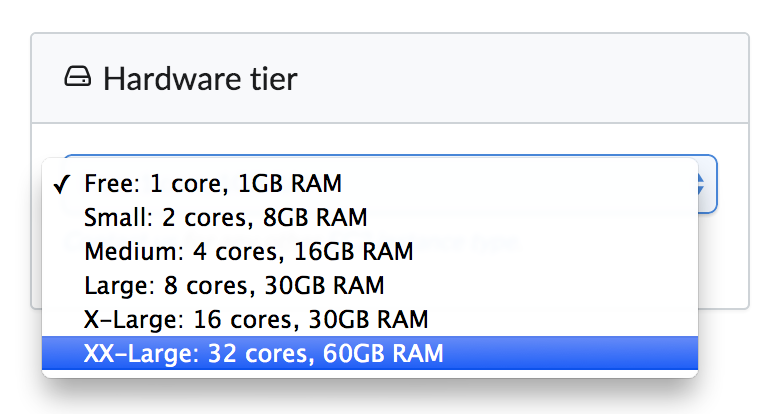 Hardware tier
✓ Free: 1 core, 1GB RAM
Small: 2 cores, 8GB RAM
Medium: 4 cores, 16GB RAM
Large: 8 cores, 30GB RAM
X-Large: 16 cores, 30GB RAM
XX-Large: 32 cores, 60GB RAM